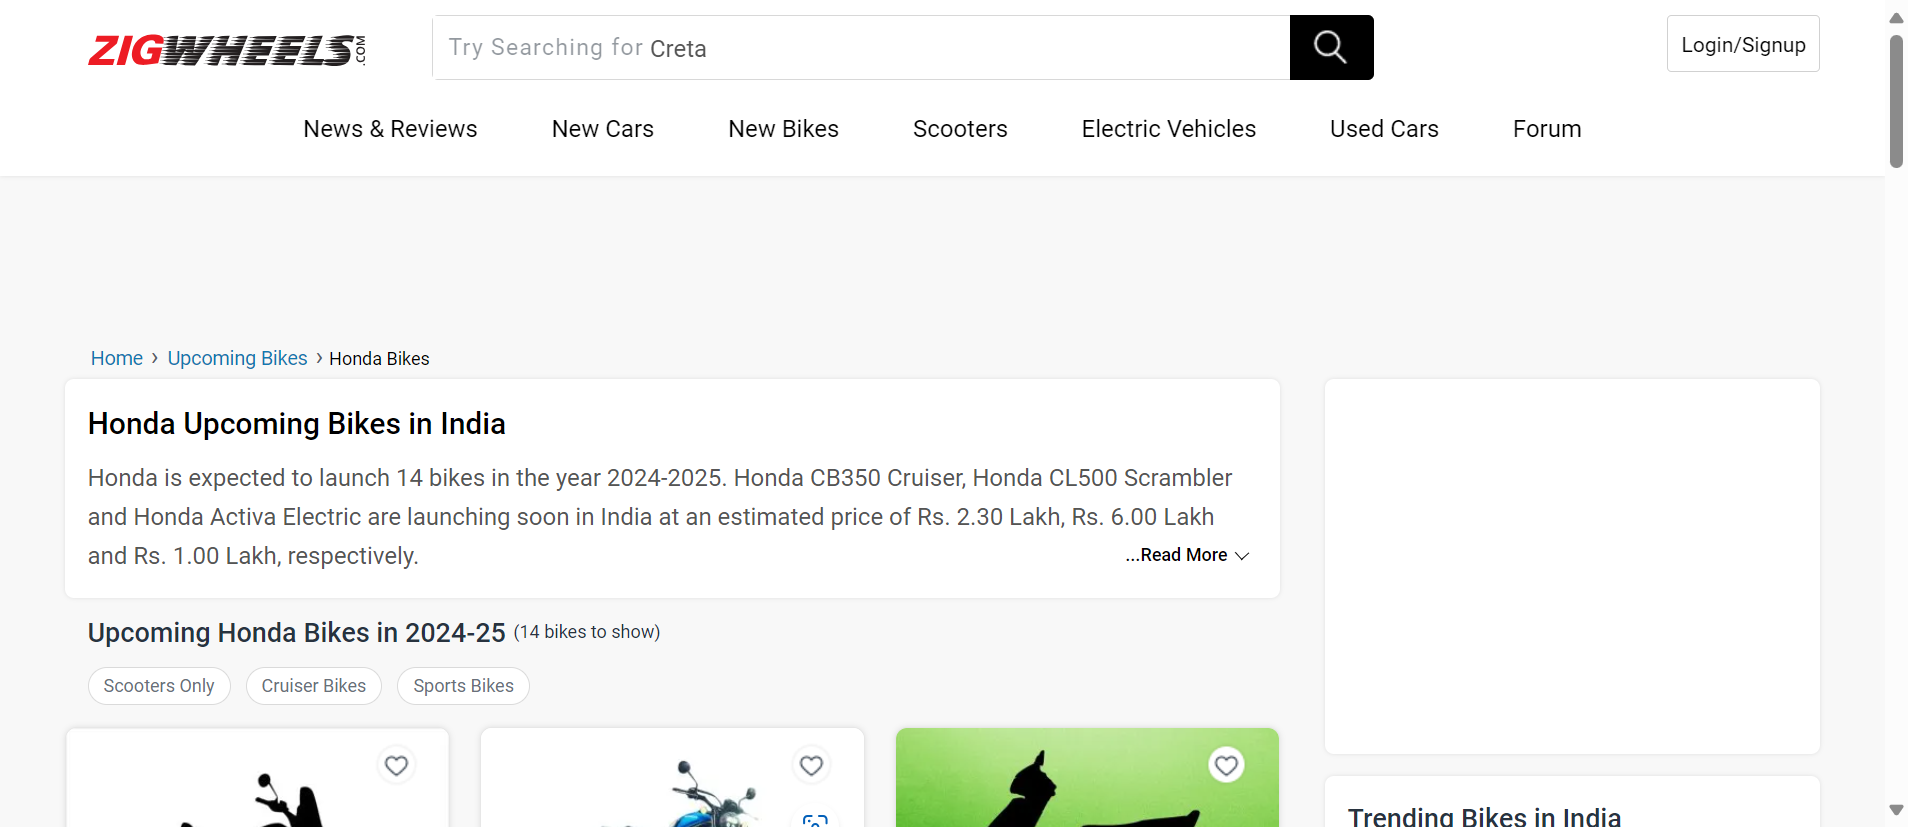 ZIGWHEELS.COM
Try Searching for Creta
Login/Signup
News & Reviews
New Cars
New Bikes
Scooters
Electric Vehicles
Used Cars
Forum
Home › Upcoming Bikes › Honda Bikes
Honda Upcoming Bikes in India
Honda is expected to launch 14 bikes in the year 2024-2025. Honda CB350 Cruiser, Honda CL500 Scrambler
and Honda Activa Electric are launching soon in India at an estimated price of Rs. 2.30 Lakh, Rs. 6.00 Lakh
and Rs. 1.00 Lakh, respectively.
...Read More
Upcoming Honda Bikes in 2024-25 (14 bikes to show)
Scooters Only
Cruiser Bikes
Sports Bikes
Trending Bikes in India